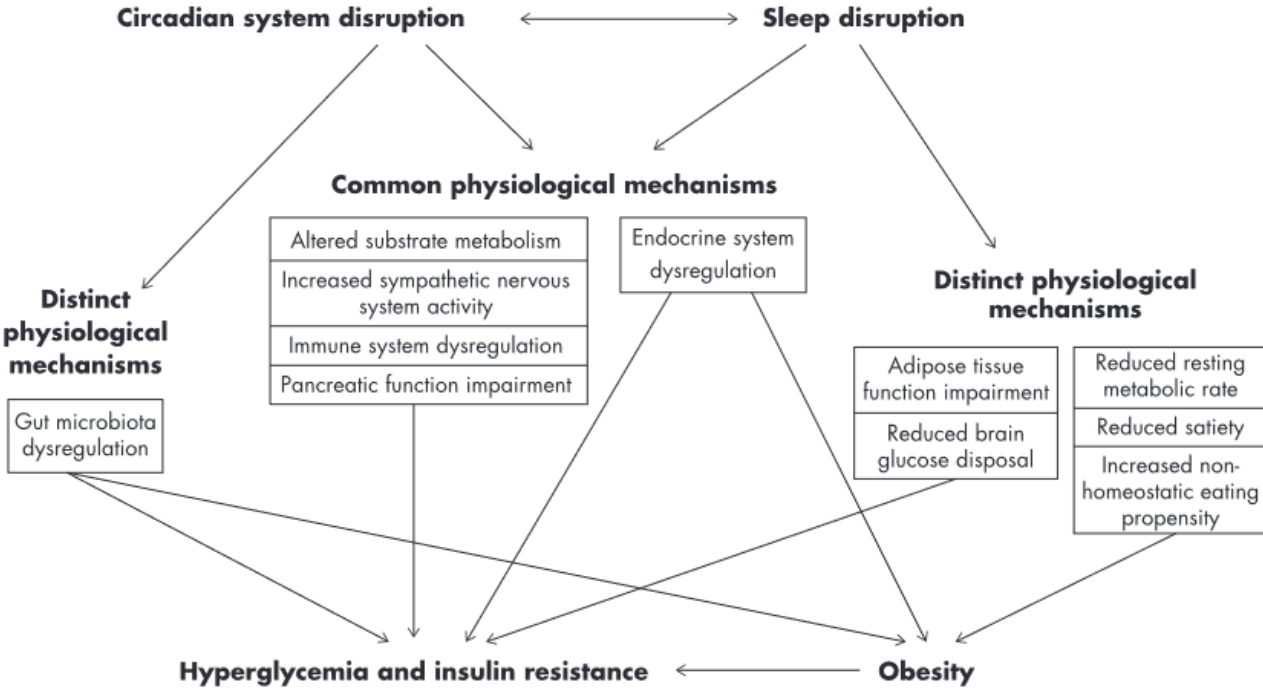 Circadian system disruption
Sleep disruption
Common physiological mechanisms
Altered substrate metabolism
Increased sympathetic nervous
system activity
Immune system dysregulation
Pancreatic function impairment
Endocrine system
dysregulation
Distinct
physiological
mechanisms
Gut microbiota
dysregulation
Distinct physiological
mechanisms
Adipose tissue
function impairment
Reduced brain
glucose disposal
Reduced resting
metabolic rate
Reduced satiety
Increased non-
homeostatic eating
propensity
Hyperglycemia and insulin resistance
Obesity